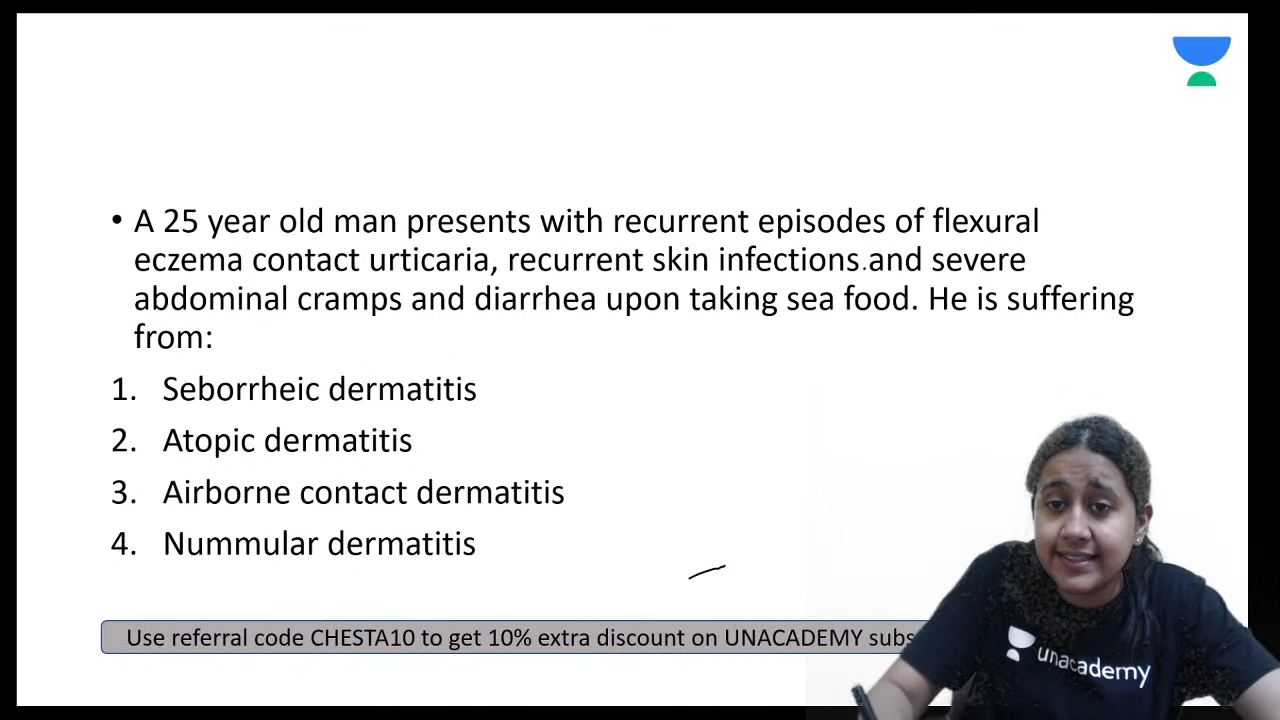 • A 25 year old man presents with recurrent episodes of flexural
eczema contact urticaria, recurrent skin infections.and severe
abdominal cramps and diarrhea upon taking sea food. He is suffering
from:
1. Seborrheic dermatitis
2. Atopic dermatitis
3. Airborne contact dermatitis
4. Nummular dermatitis
Use referral code CHESTA10 to get 10% extra discount on UNACADEMY subs
unacademy